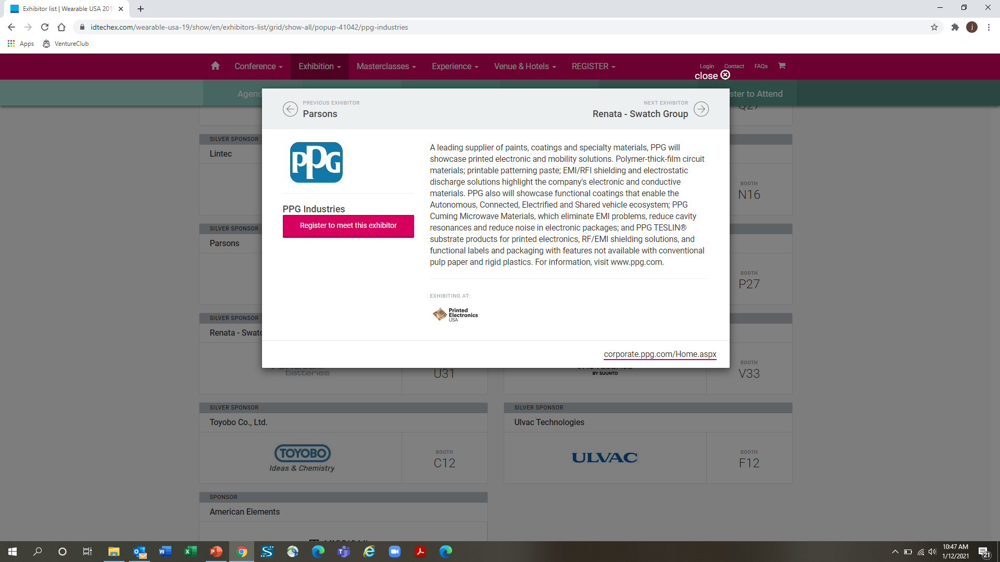 Exhibitor list | Wearable USA 201
idtechex.com/wearable-usa-19/show/en/exhibitors-list/grid/show-all/popup-41042/ppg-industries
j
Apps
VentureClub
Conference
Exhibition
Masterclasses
Experience
Venue & Hotels
REGISTER
Login
Contact
FAQs
close
Agen
ster to Attend
PREVIOUS EXHIBITOR
Parsons
NEXT EXHIBITOR
Renata - Swatch Group
PPG
PPG Industries
Register to meet this exhibitor
A leading supplier of paints, coatings and specialty materials, PPG will
showcase printed electronic and mobility solutions. Polymer-thick-film circuit
materials; printable patterning paste; EMI/RFI shielding and electrostatic
discharge solutions highlight the company's electronic and conductive
materials. PPG also will showcase functional coatings that enable the
Autonomous, Connected, Electrified and Shared vehicle ecosystem; PPG
Cuming Microwave Materials, which eliminate EMI problems, reduce cavity
resonances and reduce noise in electronic packages; and PPG TESLIN®
substrate products for printed electronics, RF/EMI shielding solutions, and
functional labels and packaging with features not available with conventional
pulp paper and rigid plastics. For information, visit www.ppg.com.
EXHIBITING AT:
Printed
Electronics
USA
corporate.ppg.com/Home.aspx
Q27
SILVER SPONSOR
Lintec
BOOTH
N16
SILVER SPONSOR
Parsons
BOOTH
P27
SILVER SPONSOR
Renata - Swatc
batteries
U31
BY SUUNTO
BOOTH
V33
SILVER SPONSOR
Toyobo Co., Ltd.
TOYOBO
Ideas & Chemistry
BOOTH
C12
SILVER SPONSOR
Ulvac Technologies
ULVAC
BOOTH
F12
SPONSOR
American Elements
10:47 AM
1/12/2021
21